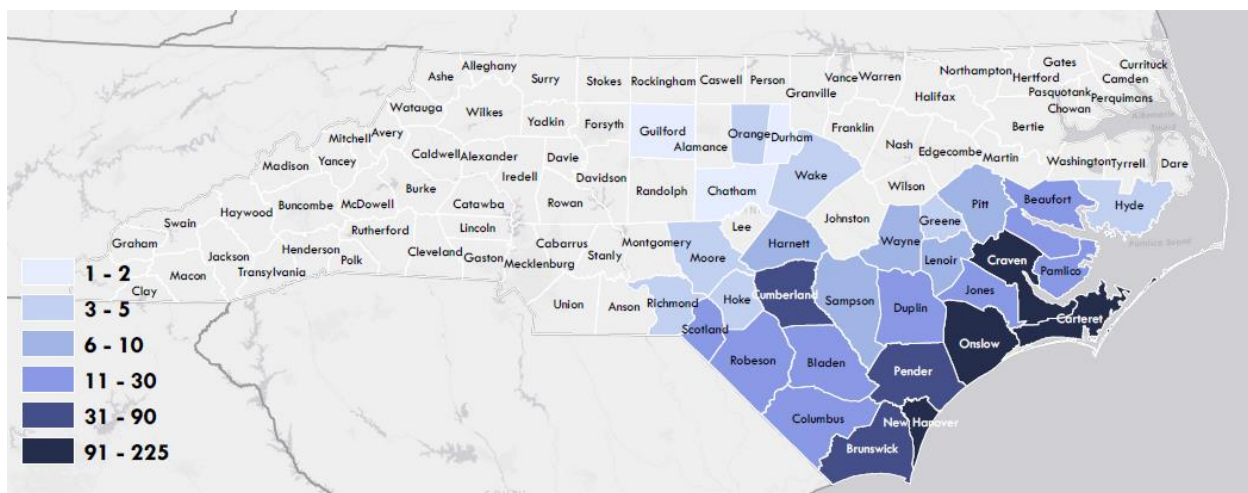 Gates
Currituck
Alleghany
Northampton
Hertford
Camden
Ashe
Surry
Stokes
Rockingham
Caswell
Person
Vance
Warren
Pasquotank
Granville
Halifax
Perquimans
Chowan
Watauga
Wilkes
Yadkin
Forsyth
Guilford
Orange
Durham
Franklin
Bertie
Mitchell
Avery
Alamance
Nash
Edgecombe
Madison
Yancey
Caldwell
Alexander
Davie
Martin
Washington
Tyrrell
Dare
Iredell
Davidson
Wake
Burke
Randolph
Chatham
Wilson
Haywood
Buncombe
McDowell
Catawba
Rowan
Pitt
Beaufort
Hyde
Swain
Rutherford
Lincoln
Lee
Johnston
Greene
Graham
Jackson
Henderson
Polk
Cleveland
Gaston
Cabarrus
Stanly
Montgomery
Moore
Harnett
Wayne
Lenoir
Craven
Pamlico
Pamlico Sound
Macon
Transylvania
Mecklenburg
Clay
Union
Anson
Richmond
Hoke
Cumberland
Sampson
Duplin
Jones
Carteret
Scotland
Robeson
Bladen
Onslow
Pender
Columbus
New Hanover
Brunswick
1 - 2
3 - 5
6 - 10
11 - 30
31 - 90
91 - 225